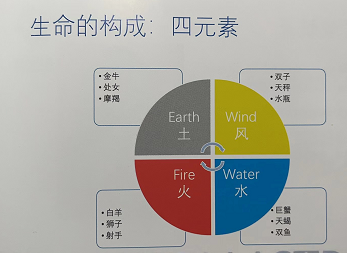 生命的构成：四元素
• 金牛
• 处女
• 摩羯
• 双子
• 天秤
• 水瓶
Earth
土
Wind
风
Fire
火
Water
水
• 白羊
• 狮子
• 射手
• 巨蟹
• 天蝎
• 双鱼